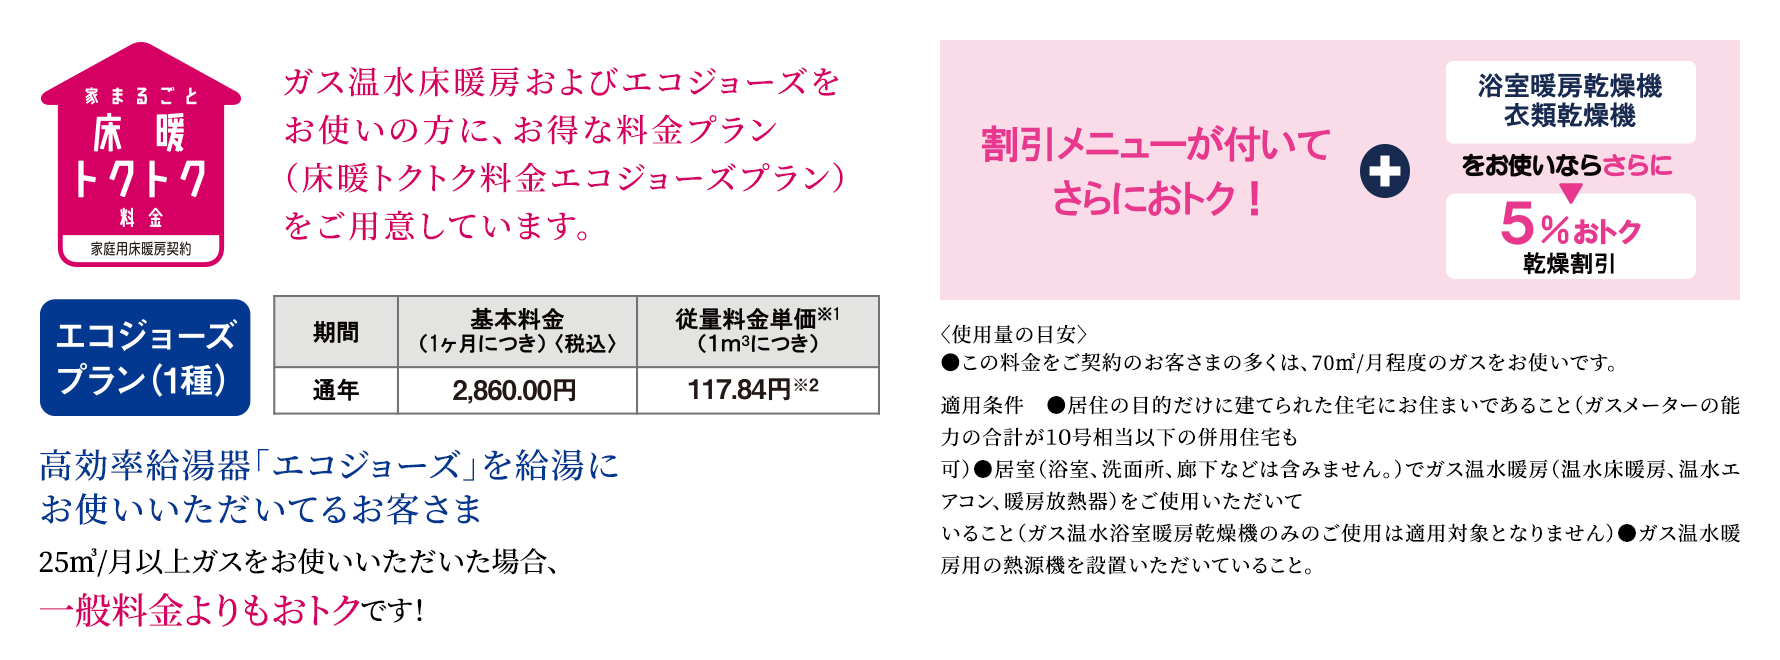 家まるごと
床暖
トクトク
料金
家庭用床暖房契約
ガス温水床暖房およびエコジョーズを
お使いの方に、お得な料金プラン
（床暖トクトク料金エコジョーズプラン）
をご用意しています。
エコジョーズ
プラン（1種）
期間 基本料金（1ヶ月につき）〈税込〉 従量料金単価※1（1m³につき）
通年 2,860.00円 117.84円※2
高効率給湯器「エコジョーズ」を給湯に
お使いいただいてるお客さま
25㎥/月以上ガスをお使いいただいた場合、
一般料金よりもおトクです！
割引メニューが付いて
さらにおトク！
浴室暖房乾燥機
衣類乾燥機
をお使いならさらに
5%おトク
乾燥割引
〈使用量の目安〉
●この料金をご契約のお客さまの多くは、70㎥/月程度のガスをお使いです。
適用条件　●居住の目的だけに建てられた住宅にお住まいであること（ガスメーターの能
力の合計が10号相当以下の併用住宅も
可）●居室（浴室、洗面所、廊下などは含みません。）でガス温水暖房（温水床暖房、温水エ
アコン、暖房放熱器）をご使用いただいて
いること（ガス温水浴室暖房乾燥機のみのご使用は適用対象となりません）●ガス温水暖
房用の熱源機を設置いただいていること。